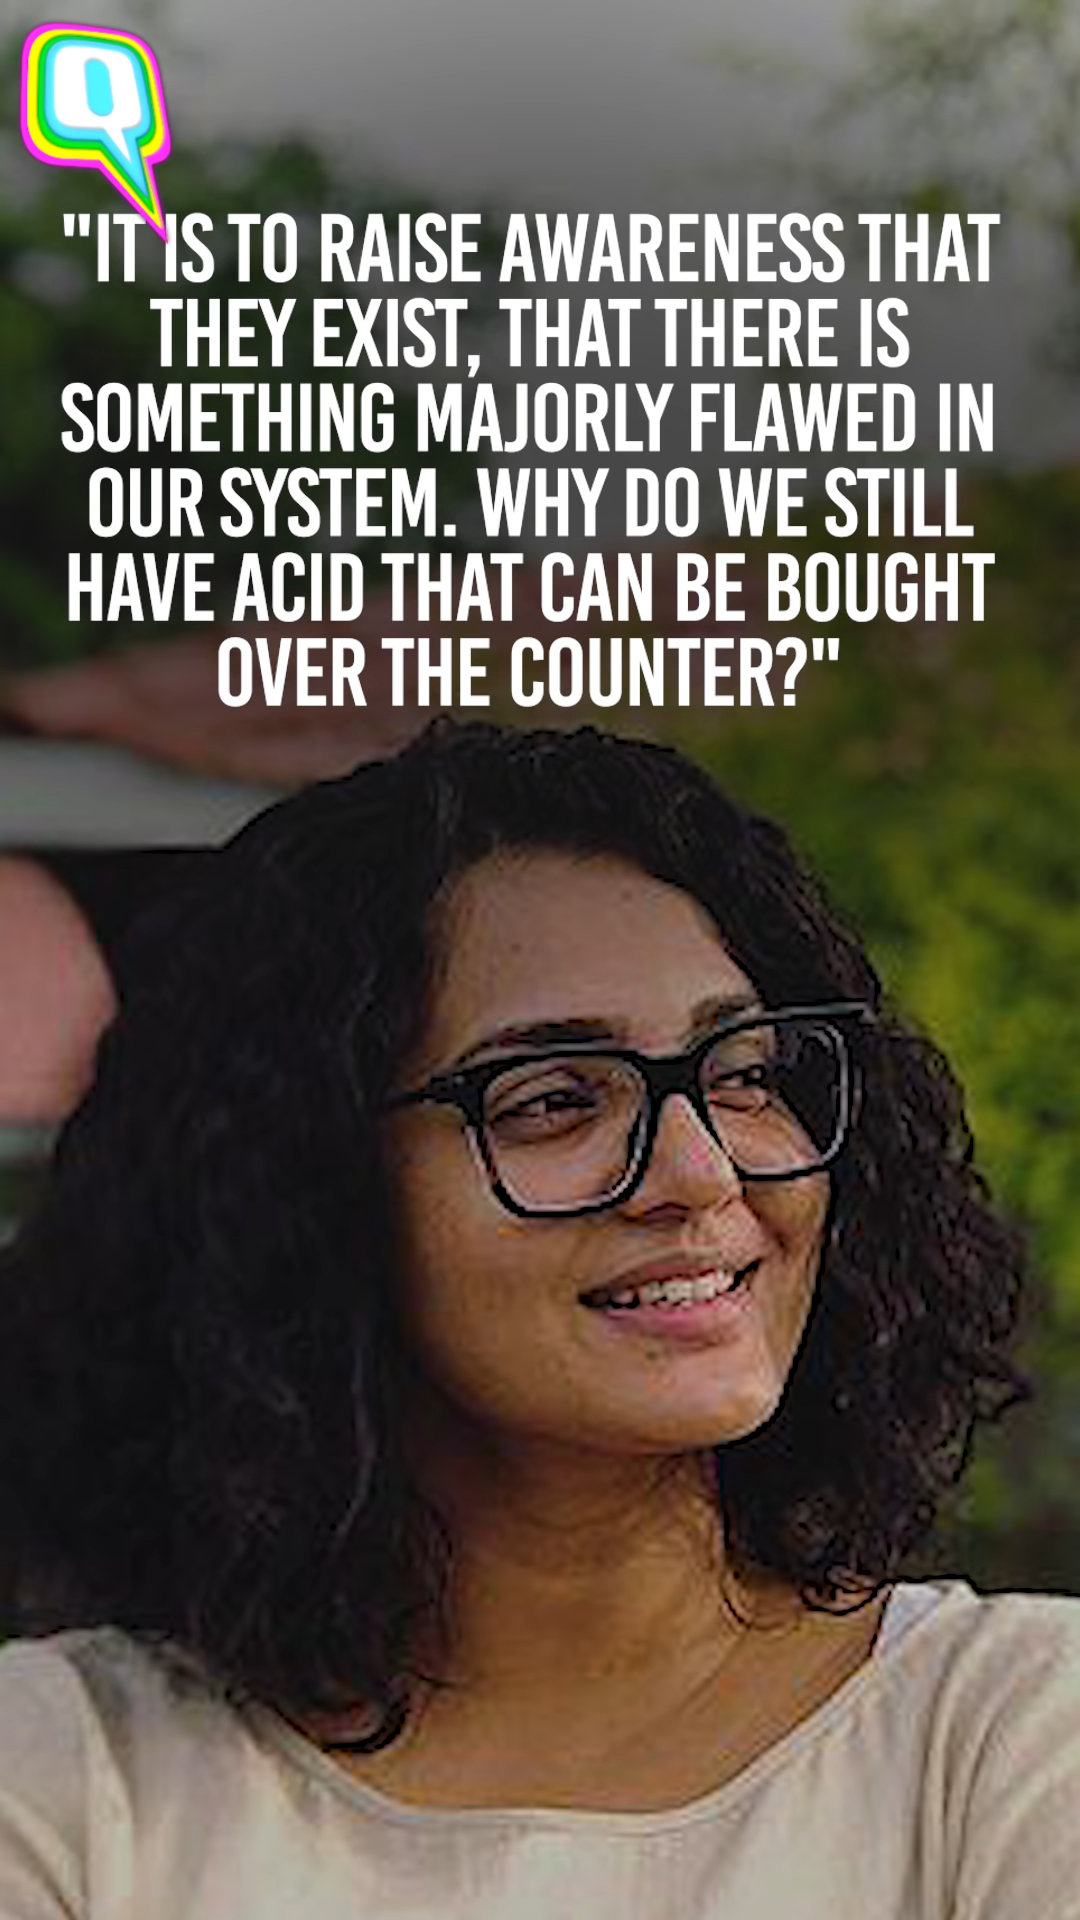 "IT IS TO RAISE AWARENESS THAT
THEY EXIST, THAT THERE IS
SOMETHING MAJORLY FLAWED IN
OUR SYSTEM. WHY DO WE STILL
HAVE ACID THAT CAN BE BOUGHT
OVER THE COUNTER?"